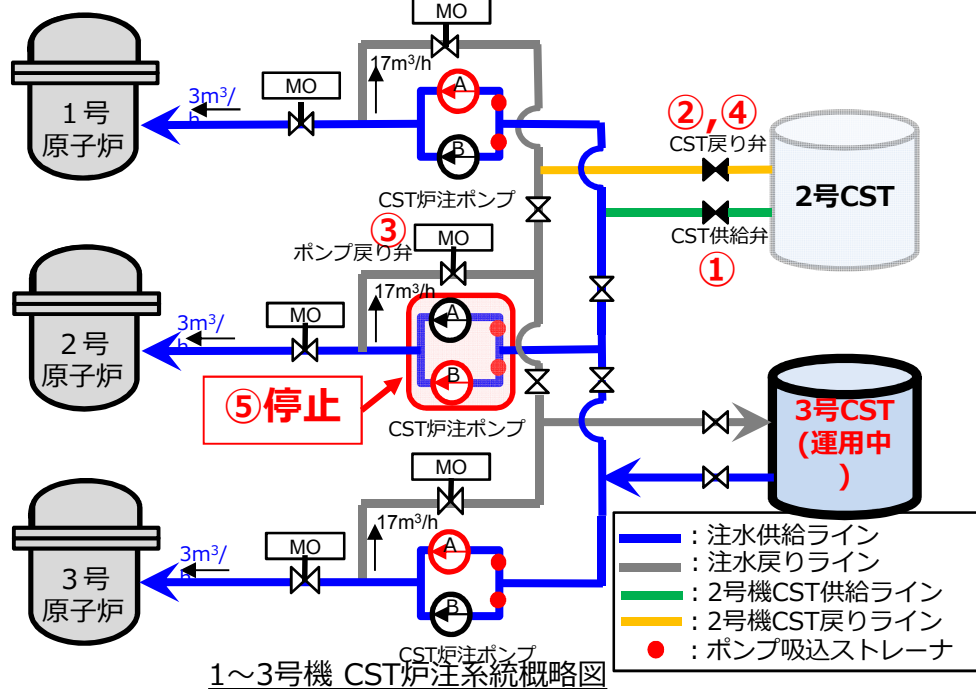 MO
17m³/h
MO
3m³/h
1号
原子炉
A
B
CST炉注ポンプ
②,④
CST戻り弁
2号CST
CST供給弁
①
③
ポンプ戻り弁
MO
17m³/h
MO
3m³/h
2号
原子炉
A
B
⑤停止
CST炉注ポンプ
3号CST
(運用中
)
MO
17m³/h
MO
3m³/h
3号
原子炉
A
B
CST炉注ポンプ
:注水供給ライン
:注水戻りライン
:2号機CST供給ライン
:2号機CST戻りライン
:ポンプ吸込ストレーナ
1～3号機 CST炉注系統概略図